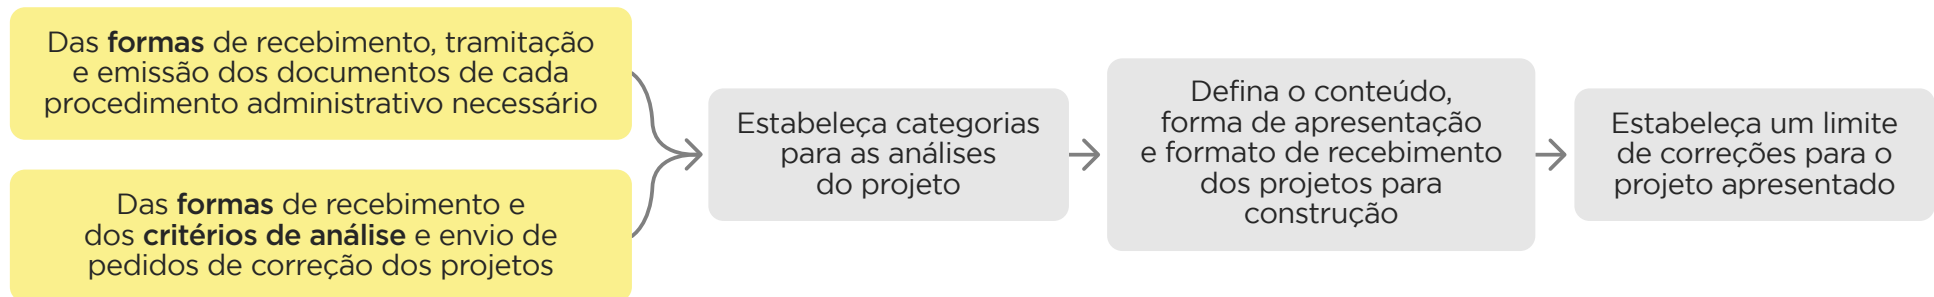 Das formas de recebimento, tramitação
e emissão dos documentos de cada
procedimento administrativo necessário
Das formas de recebimento e
dos critérios de análise e envio de
pedidos de correção dos projetos
Estabeleça categorias
para as análises
do projeto
Defina o conteúdo,
forma de apresentação
e formato de recebimento
dos projetos para
construção
Estabeleça um limite
de correções para o
projeto apresentado